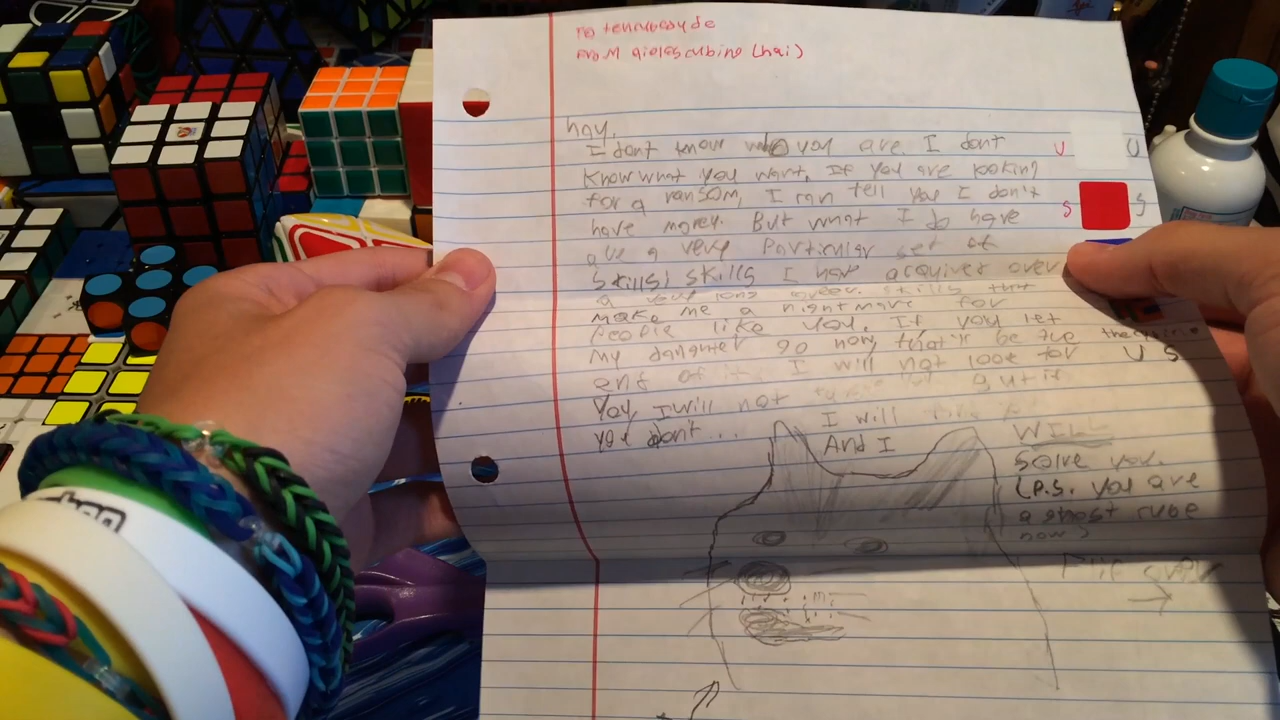 To
From (hai)
hay,
I dont know who you are. I dont
know what you want. If you are looking
for a ransom, I can tell you I don't
have money. But what I do have
are a very particular set of
skills; skills I have acquired over
a very long career. skills that
make me a nightmare for
people like you. If you let
my daughter go now, that'll be the
end of it. I will not look for
you, I will not
you don't...
I will
And I
WILL
solve you.
(P.S. you are
a ghost cube
now)
U U
S S
U S